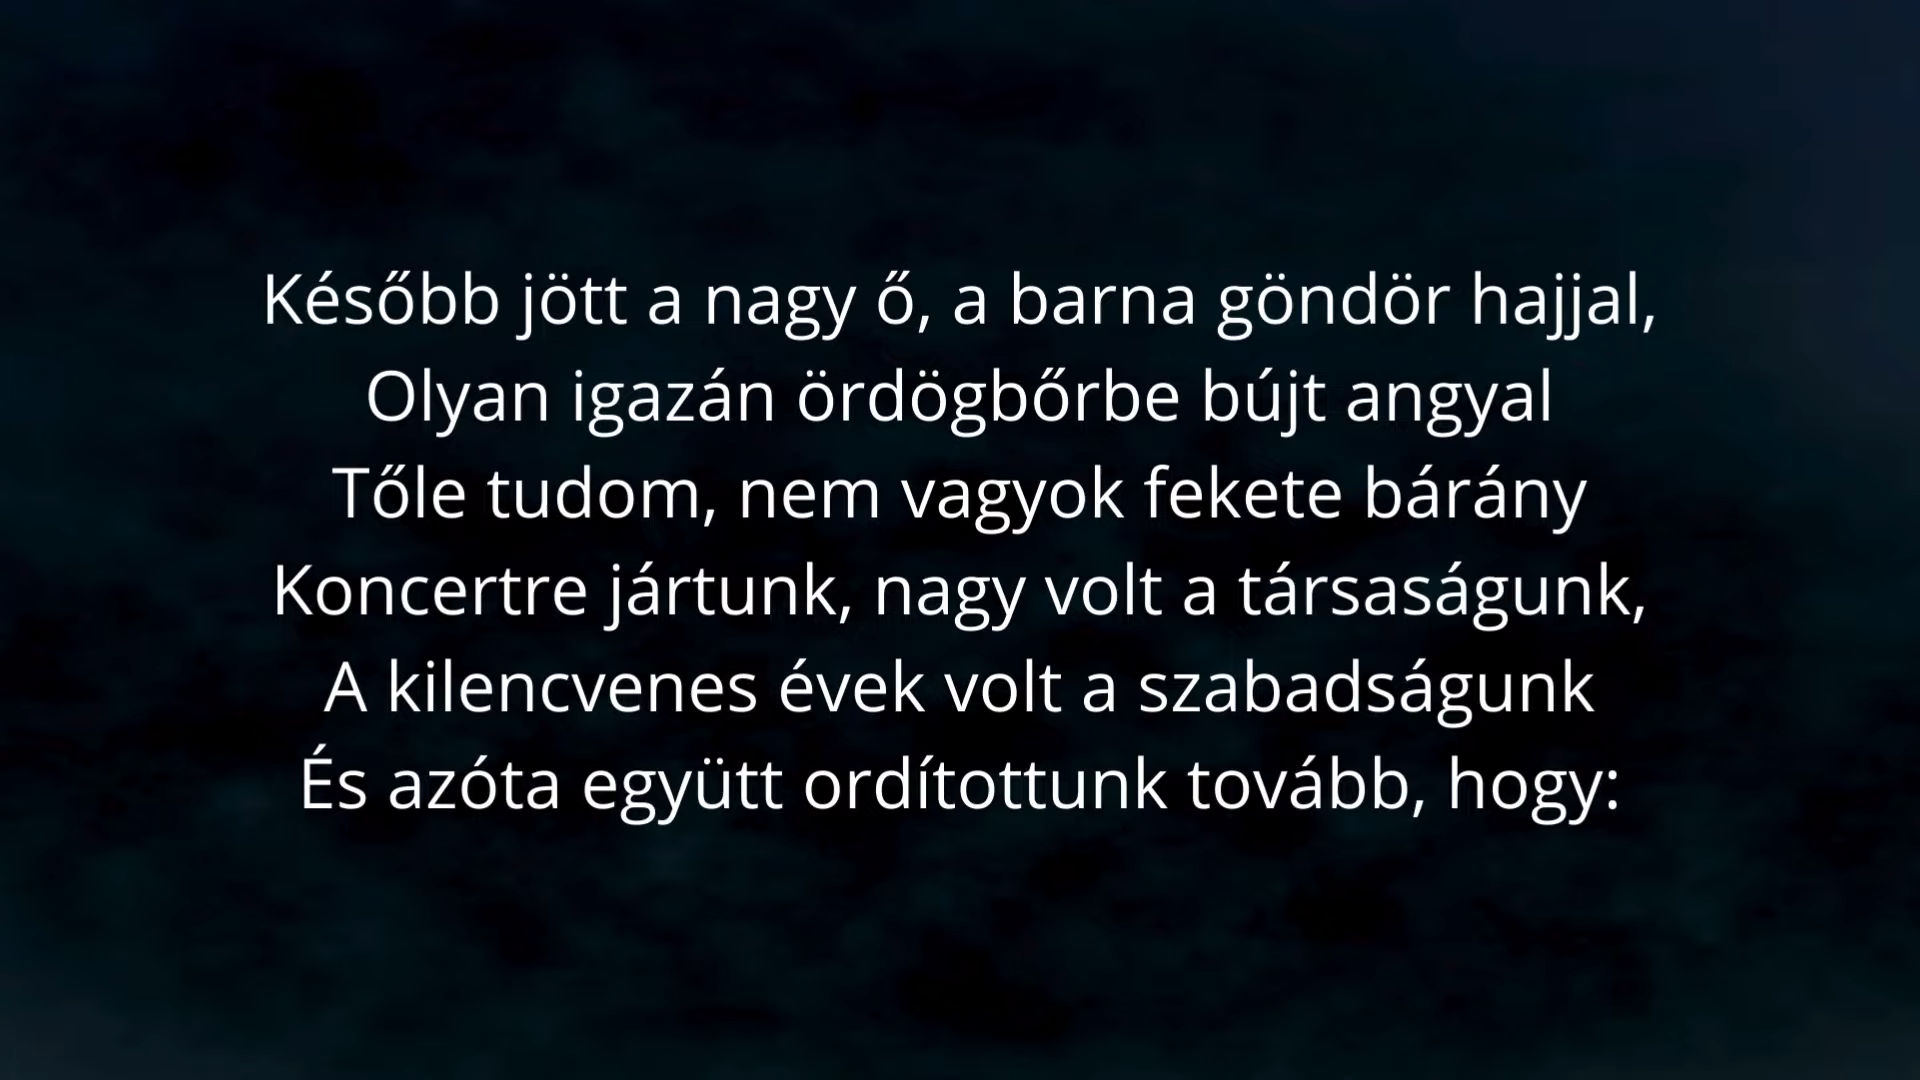 Később jött a nagy ő, a barna göndör hajjal,
Olyan igazán ördögbőrbe bújt angyal
Tőle tudom, nem vagyok fekete bárány
Koncertre jártunk, nagy volt a társaságunk,
A kilencvenes évek volt a szabadságunk
És azóta együtt ordítottunk tovább, hogy: